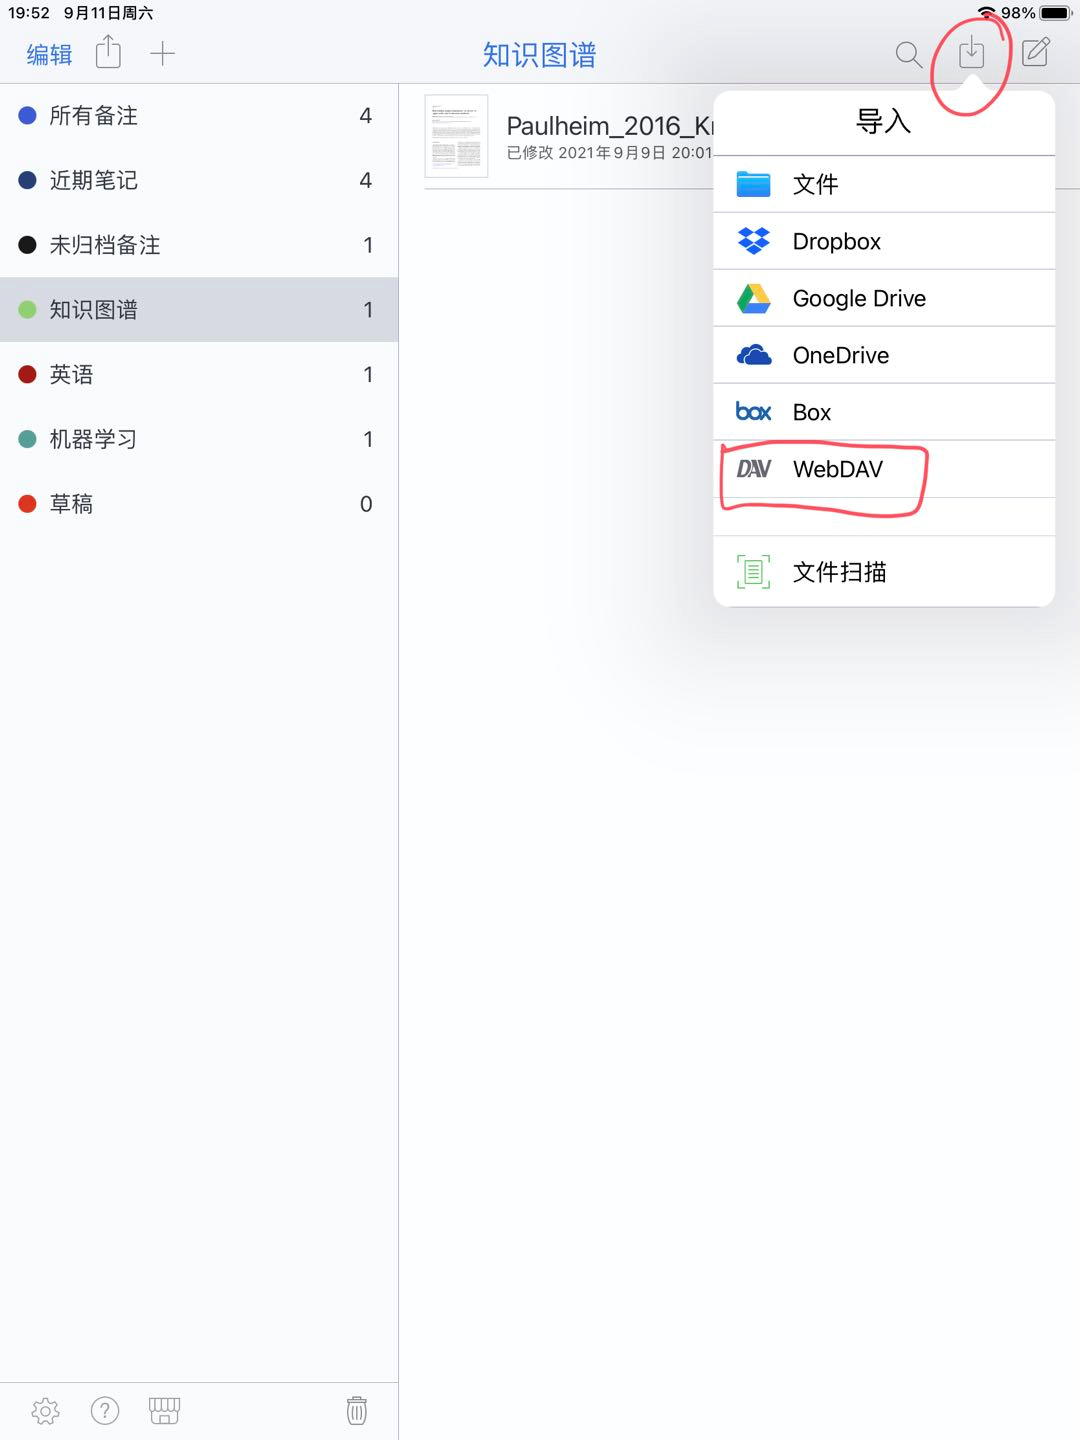 19:52 9月11日周六 98%
编辑 知识图谱
所有备注 4
近期笔记 4
未归档备注 1
知识图谱 1
英语 1
机器学习 1
草稿 0
Paulheim_2016_Kr
已修改 2021年9月9日 20:01
导入
文件
Dropbox
Google Drive
OneDrive
box Box
DAV WebDAV
文件扫描